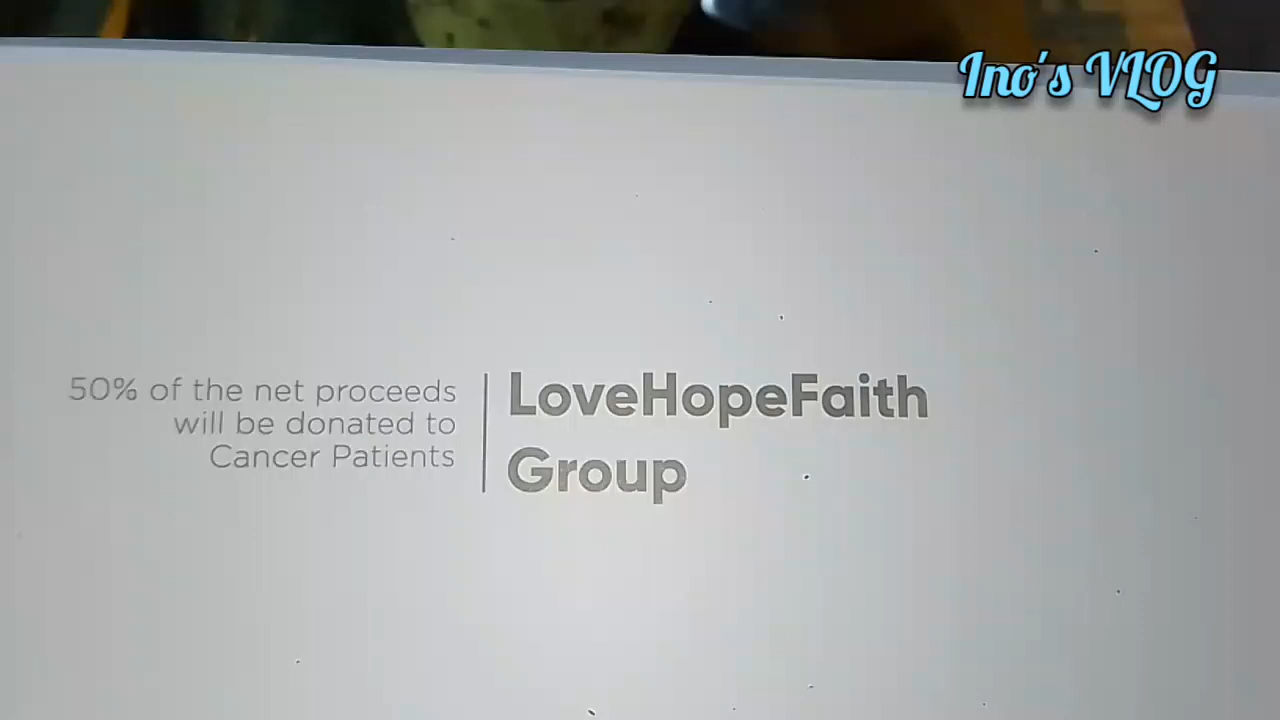 Ino's VLOG
50% of the net proceeds
will be donated to
Cancer Patients
LoveHopeFaith
Group